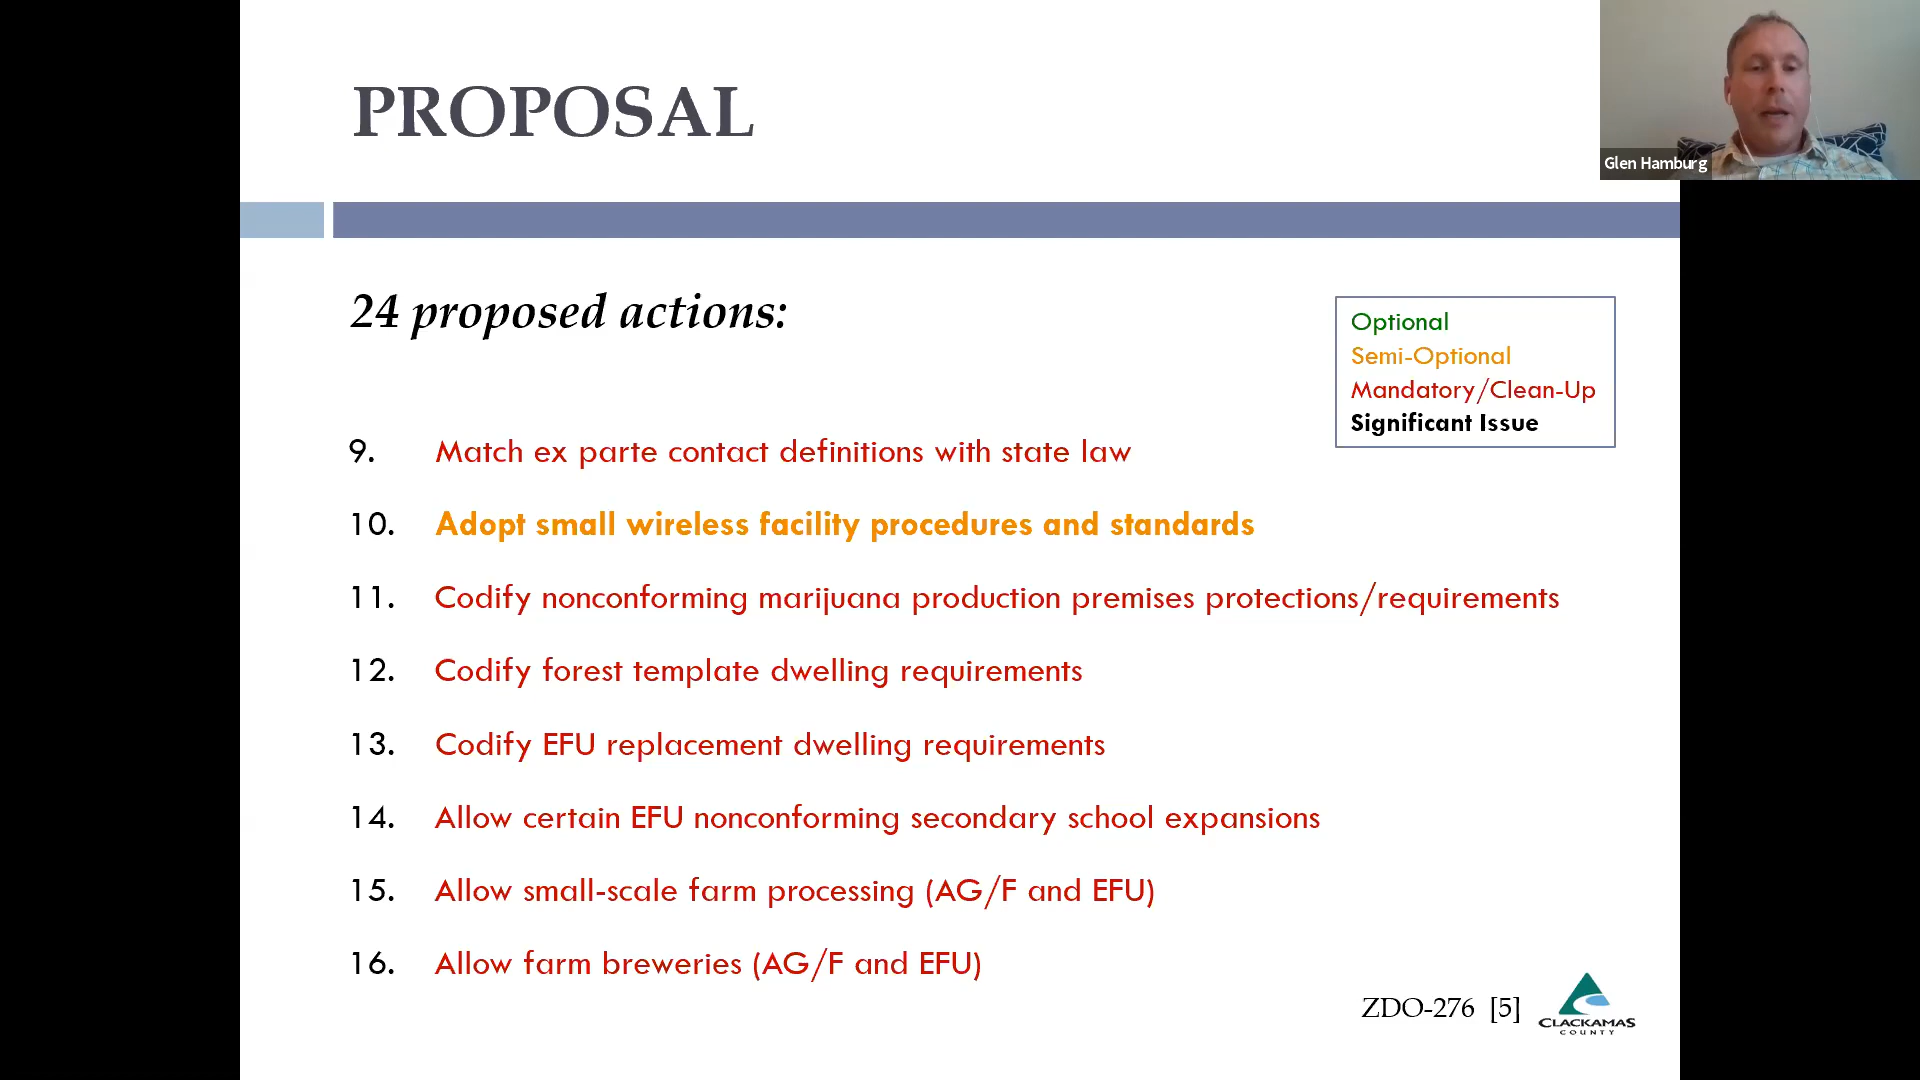 PROPOSAL
Glen Hamburg
24 proposed actions:
Optional
Semi-Optional
Mandatory/Clean-Up
Significant Issue
9. Match ex parte contact definitions with state law
10. Adopt small wireless facility procedures and standards
11. Codify nonconforming marijuana production premises protections/requirements
12. Codify forest template dwelling requirements
13. Codify EFU replacement dwelling requirements
14. Allow certain EFU nonconforming secondary school expansions
15. Allow small-scale farm processing (AG/F and EFU)
16. Allow farm breweries (AG/F and EFU)
ZDO-276 [5]
CLACKAMAS
COUNTY